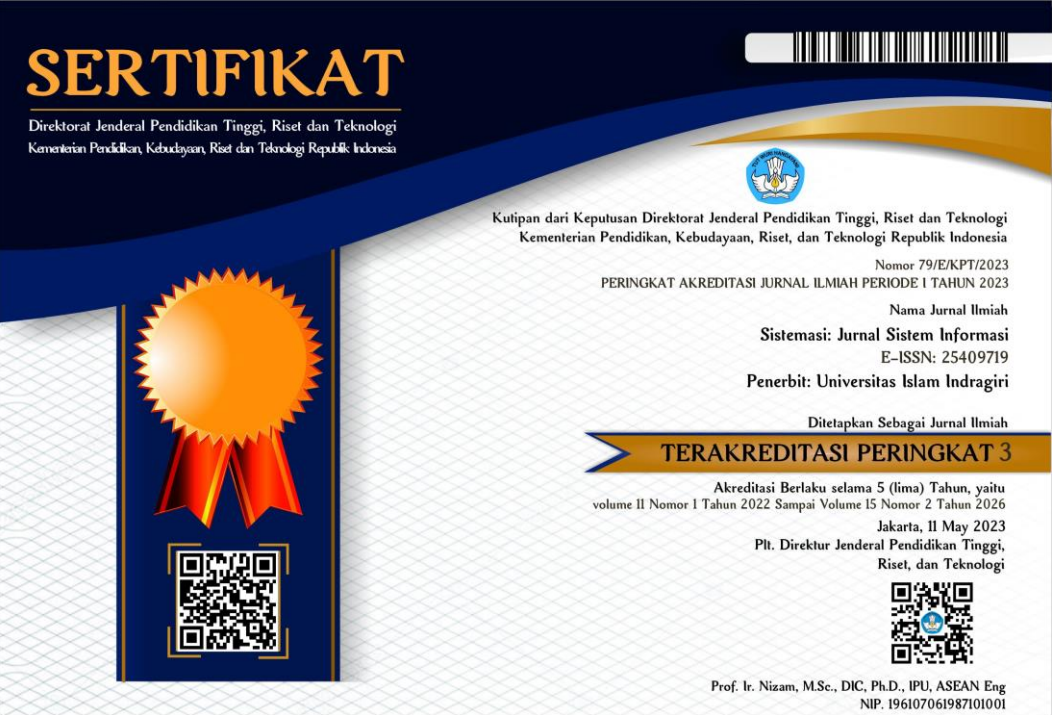 SERTIFIKAT
Direktorat Jenderal Pendidikan Tinggi, Riset dan Teknologi
Kementerian Pendidikan, Kebudayaan, Riset dan Teknologi Republik Indonesia
TUT WURI HANDAYANI
Kutipan dari Keputusan Direktorat Jenderal Pendidikan Tinggi, Riset dan Teknologi
Kementerian Pendidikan, Kebudayaan, Riset, dan Teknologi Republik Indonesia
Nomor 79/E/KPT/2023
PERINGKAT AKREDITASI JURNAL ILMIAH PERIODE I TAHUN 2023
Nama Jurnal Ilmiah
Sistemasi: Jurnal Sistem Informasi
E-ISSN: 25409719
Penerbit: Universitas Islam Indragiri
Ditetapkan Sebagai Jurnal Ilmiah
TERAKREDITASI PERINGKAT 3
Akreditasi Berlaku selama 5 (lima) Tahun, yaitu
volume 11 Nomor 1 Tahun 2022 Sampai Volume 15 Nomor 2 Tahun 2026
Jakarta, 11 May 2023
Plt. Direktur Jenderal Pendidikan Tinggi,
Riset, dan Teknologi
Prof. Ir. Nizam, M.Sc., DIC, Ph.D., IPU, ASEAN Eng
NIP. 196107061987101001